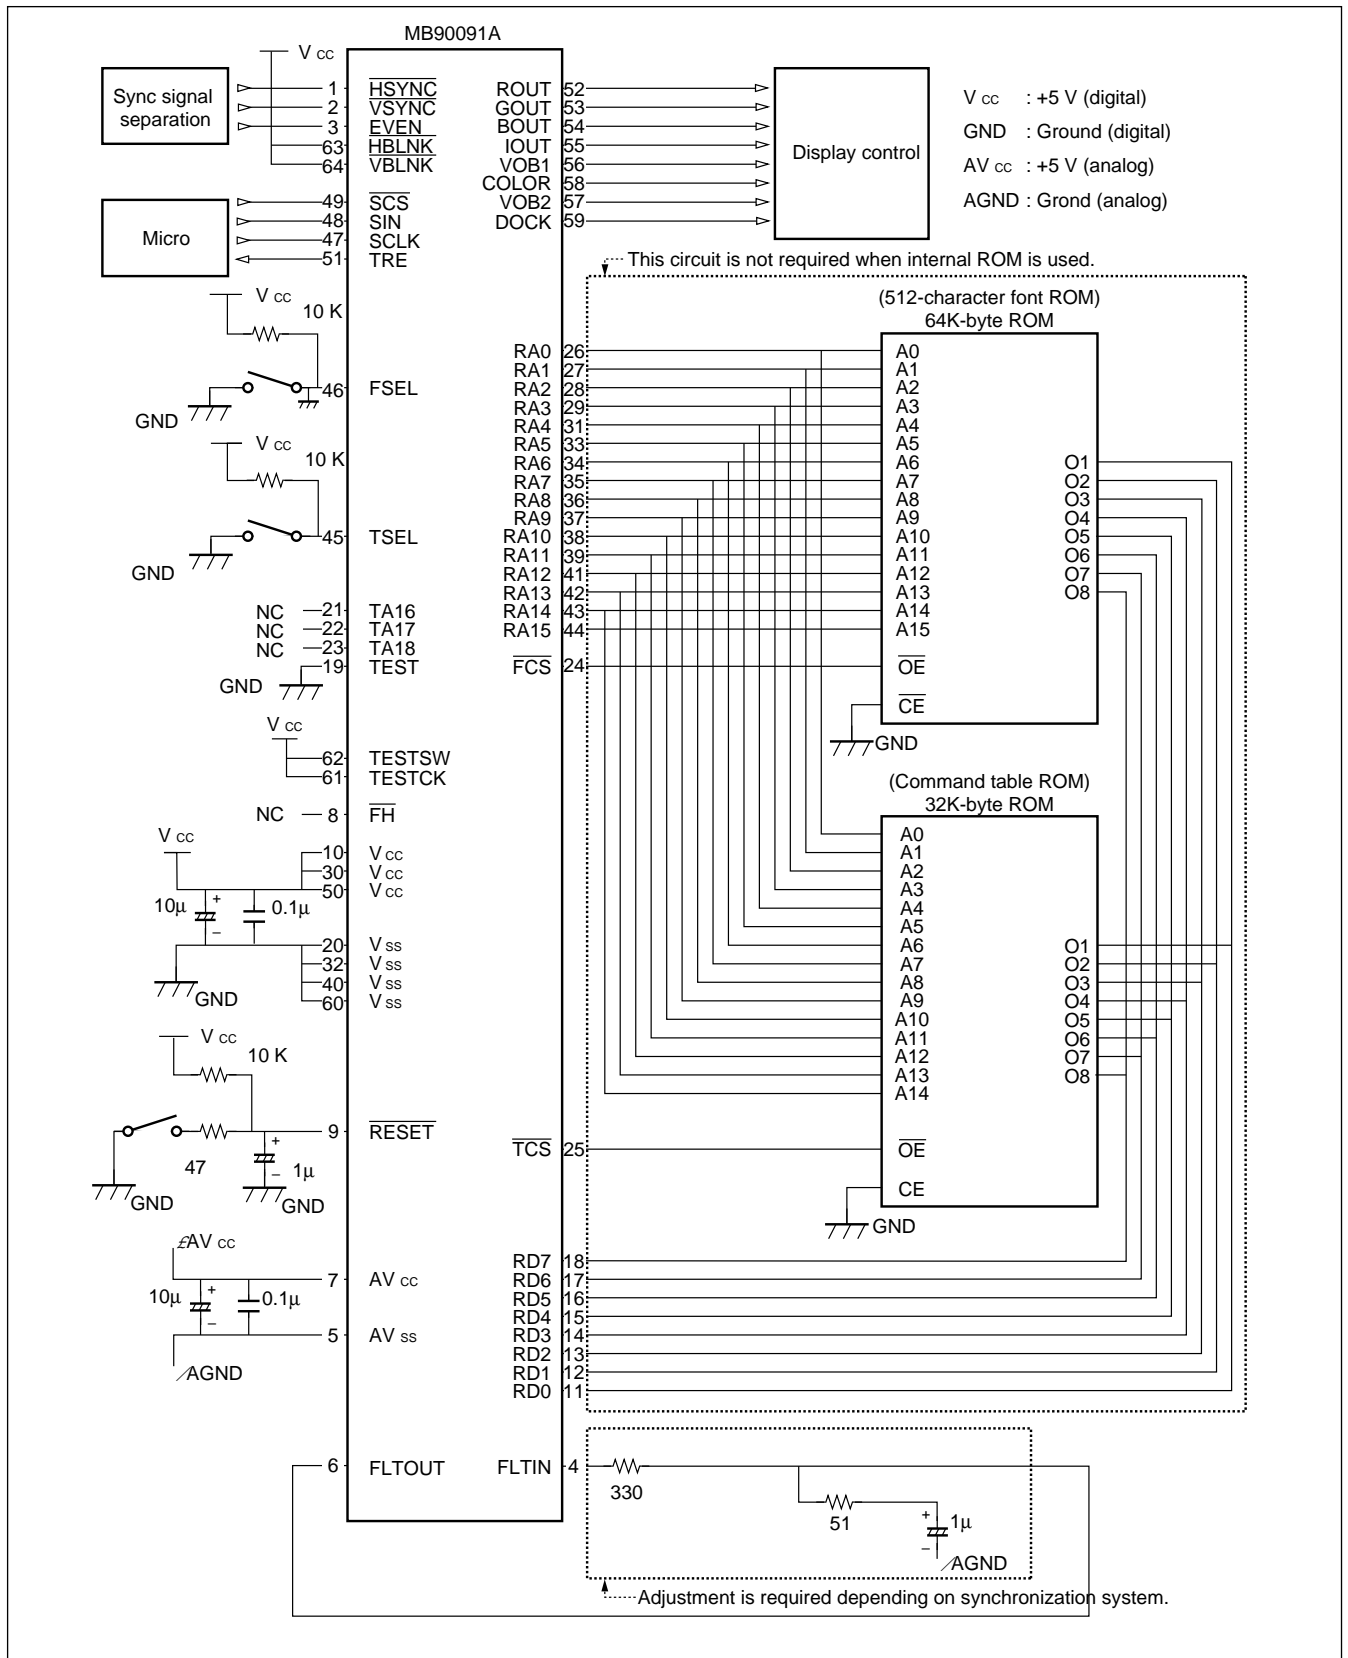 MB90091A
V CC
Sync signal
separation
1 HSYNC
2 VSYNC
3 EVEN
63 HBLNK
64 VBLNK
ROUT 52
GOUT 53
BOUT 54
IOUT 55
VOB1 56
COLOR 58
VOB2 57
DOCK 59
Display control
V CC : +5 V (digital)
GND : Ground (digital)
AV CC : +5 V (analog)
AGND : Grond (analog)
Micro
49 SCS
48 SIN
47 SCLK
51 TRE
This circuit is not required when internal ROM is used.
V CC
10 K
46 FSEL
GND
V CC
10 K
45 TSEL
GND
NC 21 TA16
NC 22 TA17
NC 23 TA18
19 TEST
GND
V CC
62 TESTSW
61 TESTCK
NC 8 FH
V CC
10 V CC
30 V CC
50 V CC
10μ + −
0.1μ
20 V SS
32 V SS
40 V SS
60 V SS
GND
V CC
10 K
9 RESET
47
+ − 1μ
GND
GND
£AV CC
7 AV CC
10μ + −
0.1μ
5 AV SS
AGND
6 FLTOUT
RA0 26
RA1 27
RA2 28
RA3 29
RA4 31
RA5 33
RA6 34
RA7 35
RA8 36
RA9 37
RA10 38
RA11 39
RA12 41
RA13 42
RA14 43
RA15 44
FCS 24
TCS 25
RD7 18
RD6 17
RD5 16
RD4 15
RD3 14
RD2 13
RD1 12
RD0 11
FLTIN 4
(512-character font ROM)
64K-byte ROM
A0
A1
A2
A3
A4
A5
A6
A7
A8
A9
A10
A11
A12
A13
A14
A15
OE
CE
O1
O2
O3
O4
O5
O6
O7
O8
GND
(Command table ROM)
32K-byte ROM
A0
A1
A2
A3
A4
A5
A6
A7
A8
A9
A10
A11
A12
A13
A14
OE
CE
O1
O2
O3
O4
O5
O6
O7
O8
GND
330
51
+ − 1μ
AGND
Adjustment is required depending on synchronization system.